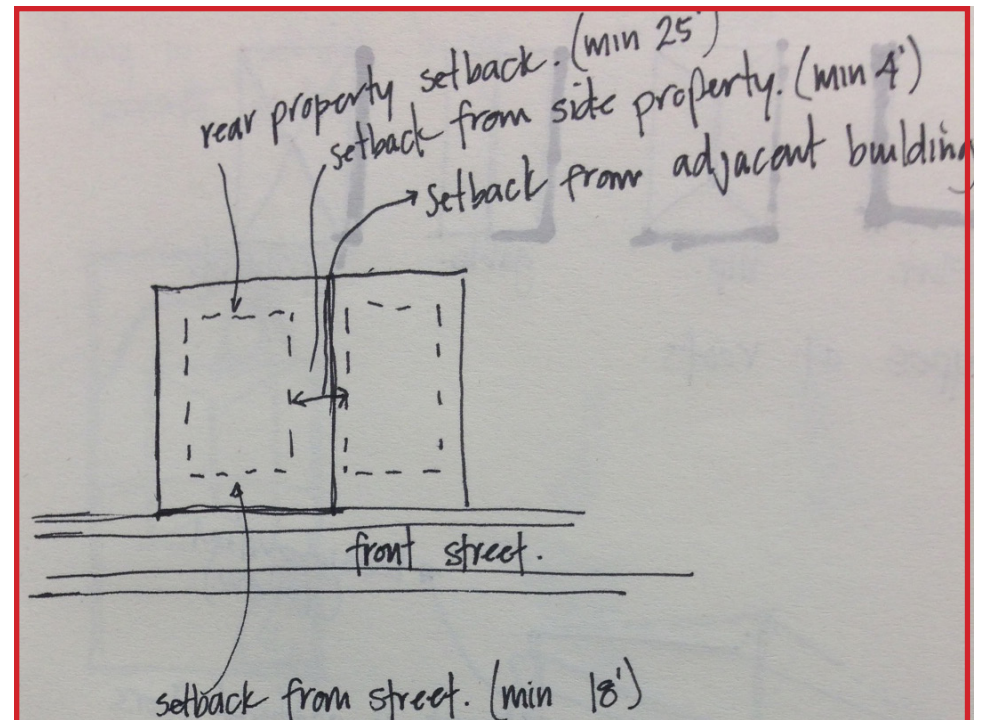 rear property setback. (min 25')
setback from side property. (min 4')
setback from adjacent building
front street.
setback from street. (min 18')